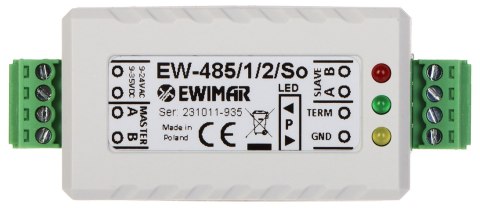 9-24VAC
9-35VDC
MASTER
A
B
EW-485/1/2/So
EWIMAR
Ser: 231011-935
Made in
Poland
CE
LED
P
SLAVE
B
A
TERM
GND